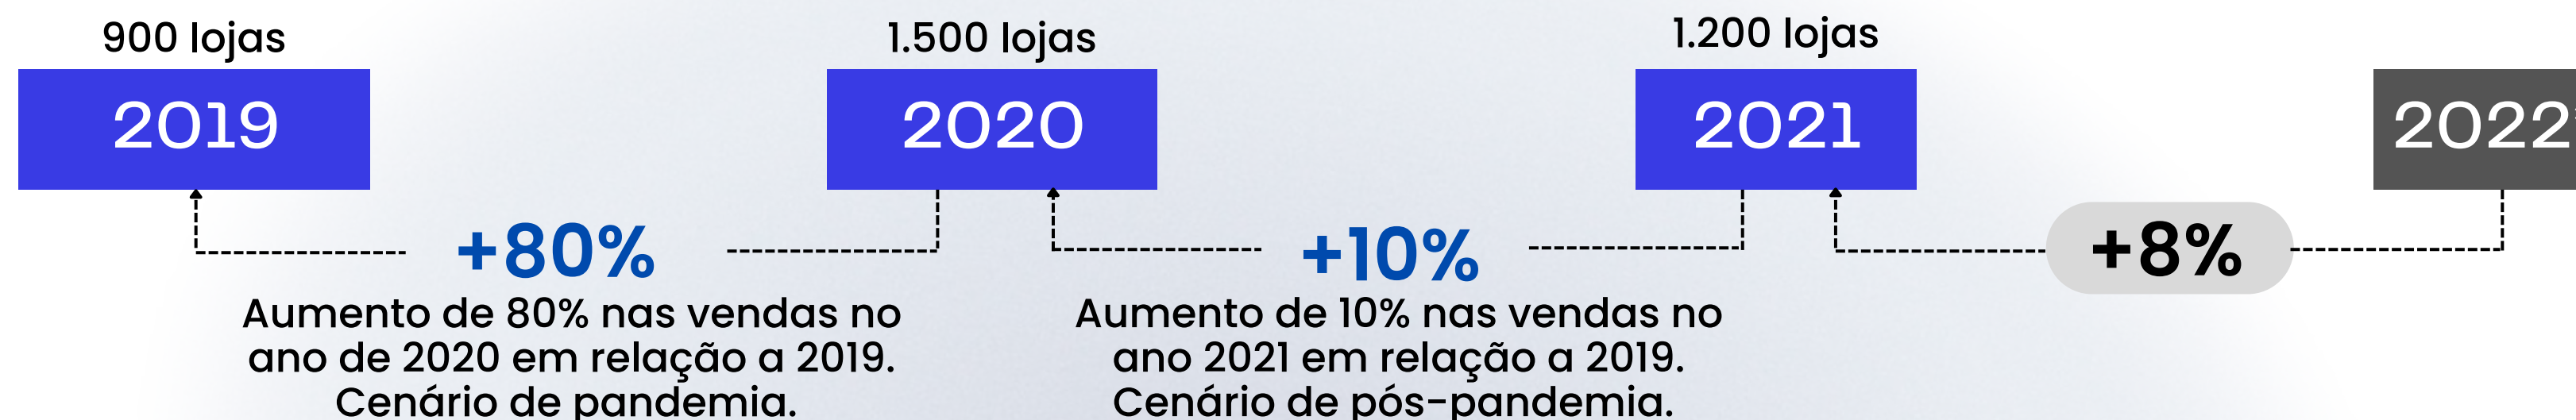 900 lojas
1.500 lojas
1.200 lojas
2019
2020
2021
2022
+80%
+10%
+8%
Aumento de 80% nas vendas no
ano de 2020 em relação a 2019.
Cenário de pandemia.
Aumento de 10% nas vendas no
ano 2021 em relação a 2019.
Cenário de pós-pandemia.